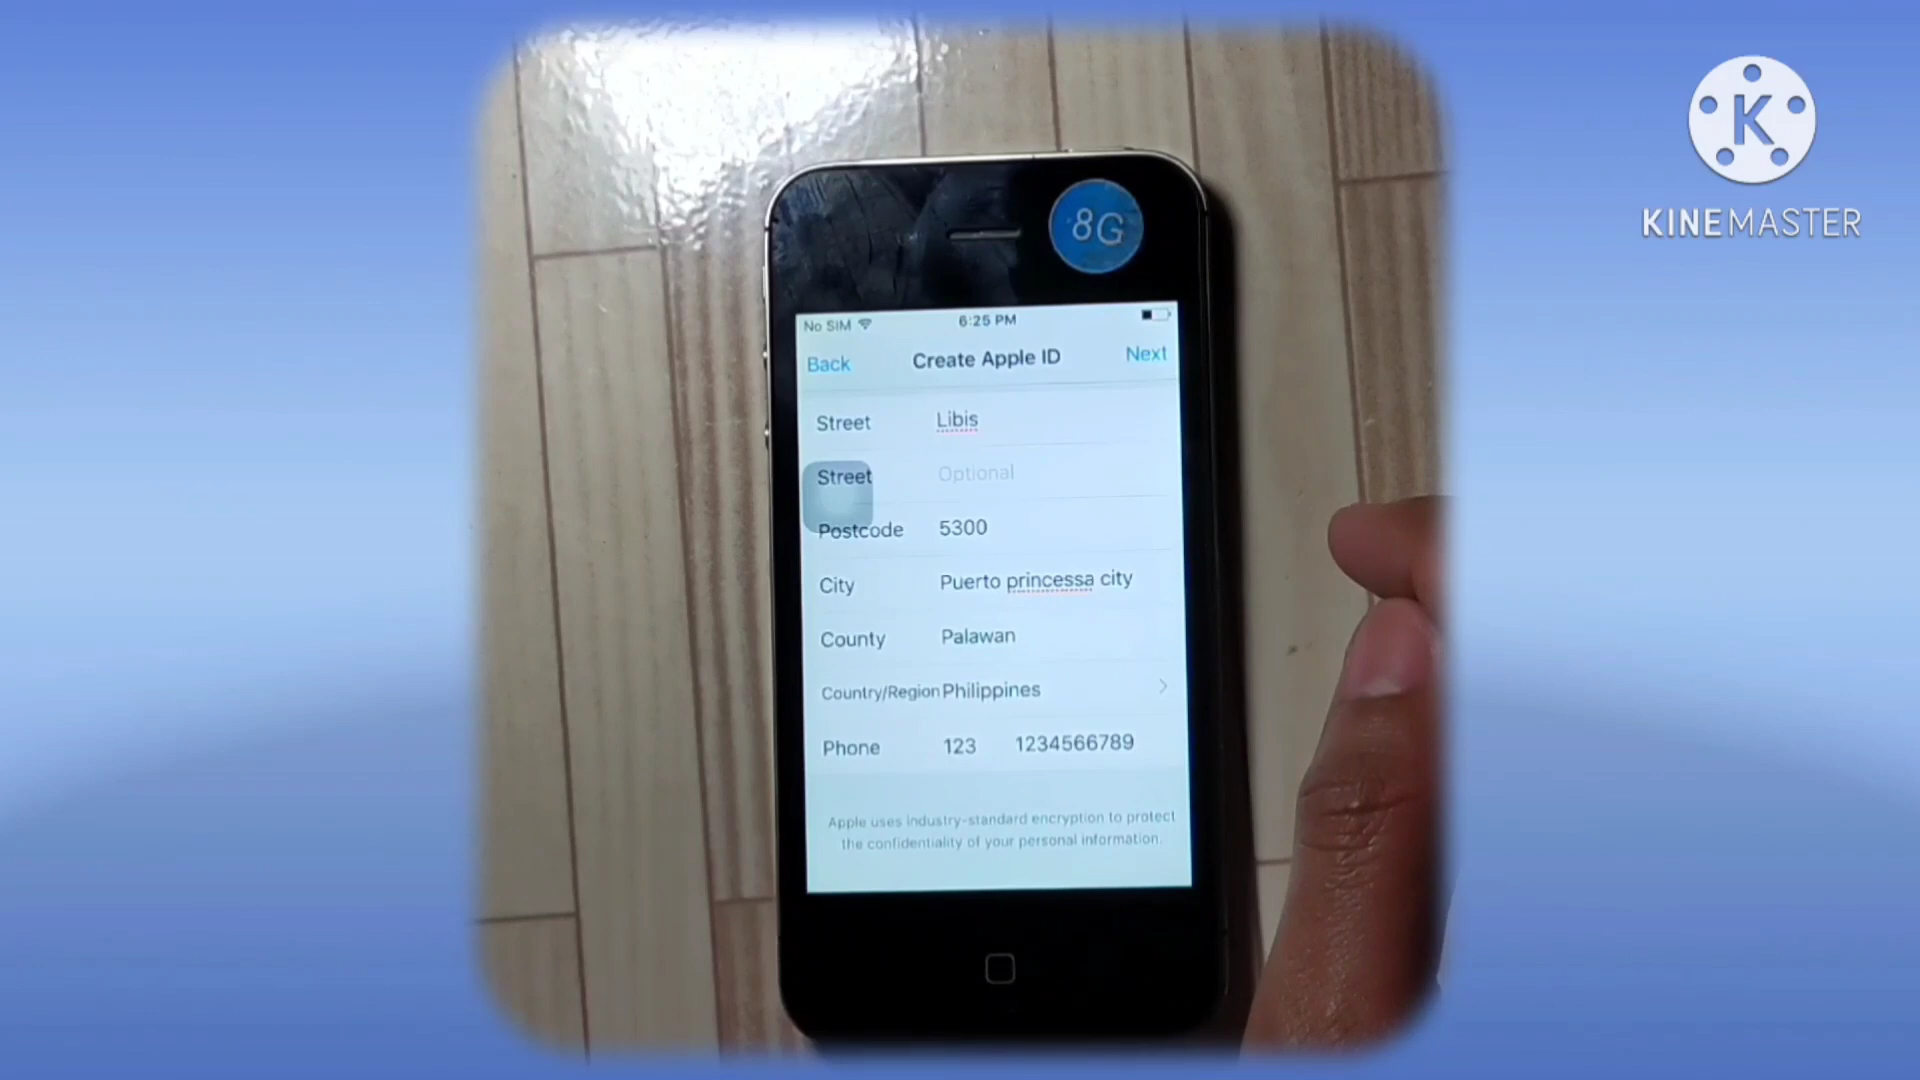 K
KINEMASTER
8G
No SIM 6:25 PM
Back Create Apple ID Next
Street Libis
Street Optional
Postcode 5300
City Puerto princessa city
County Palawan
Country/Region Philippines
Phone 123 1234566789
Apple uses industry-standard encryption to protect
the confidentiality of your personal information.